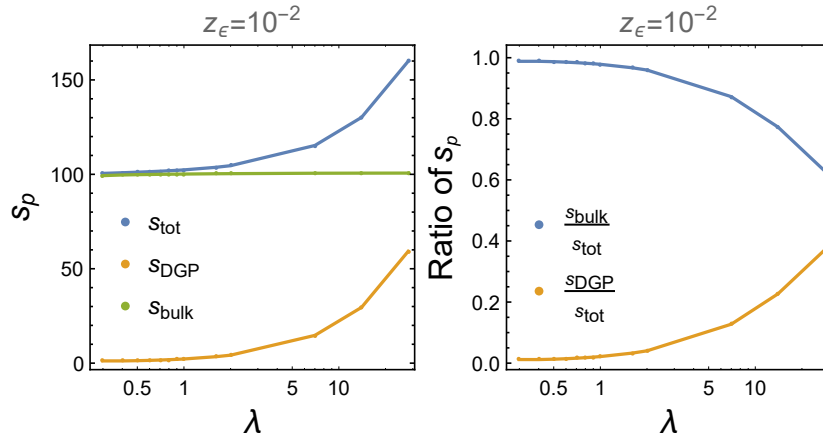 z_ϵ=10^−2
150
100
50
0
s_p
s_tot
s_DGP
s_bulk
0.5 1 5 10
λ
z_ϵ=10^−2
1.0
0.8
0.6
0.4
0.2
0.0
Ratio of s_p
s_bulk
s_tot
s_DGP
s_tot
0.5 1 5 10
λ